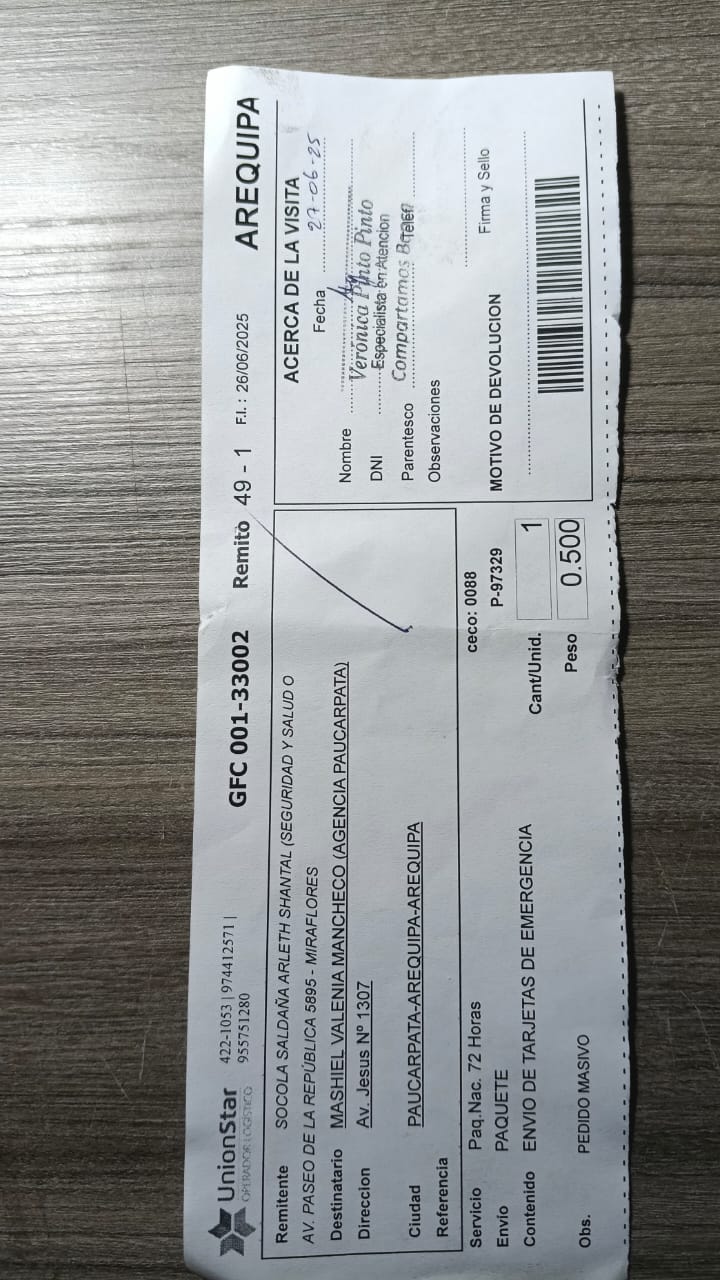 UnionStar
OPERADOR LOGÍSTICO
422-1053 | 974412571 |
955751280
GFC 001-33002
Remito 49 - 1
F.I. : 26/06/2025
AREQUIPA
Remitente SOCOLA SALDAÑA ARLETH SHANTAL (SEGURIDAD Y SALUD O
AV. PASEO DE LA REPÚBLICA 5895 - MIRAFLORES
Destinatario MASHIEL VALENIA MANCHECO (AGENCIA PAUCARPATA)
Direccion Av. Jesus Nº 1307
Ciudad PAUCARPATA-AREQUIPA-AREQUIPA
Referencia
Servicio Paq.Nac. 72 Horas
ceco: 0088
Envio PAQUETE
P-97329
Contenido ENVIO DE TARJETAS DE EMERGENCIA
Cant/Unid. 1
Peso 0.500
Obs. PEDIDO MASIVO
ACERCA DE LA VISITA
Fecha 27-06-25
Nombre
Verónica Pinto Pinto
DNI
Especialista en Atencion
Parentesco
Compartamos Banco
Telef
Observaciones
Firma y Sello
MOTIVO DE DEVOLUCION